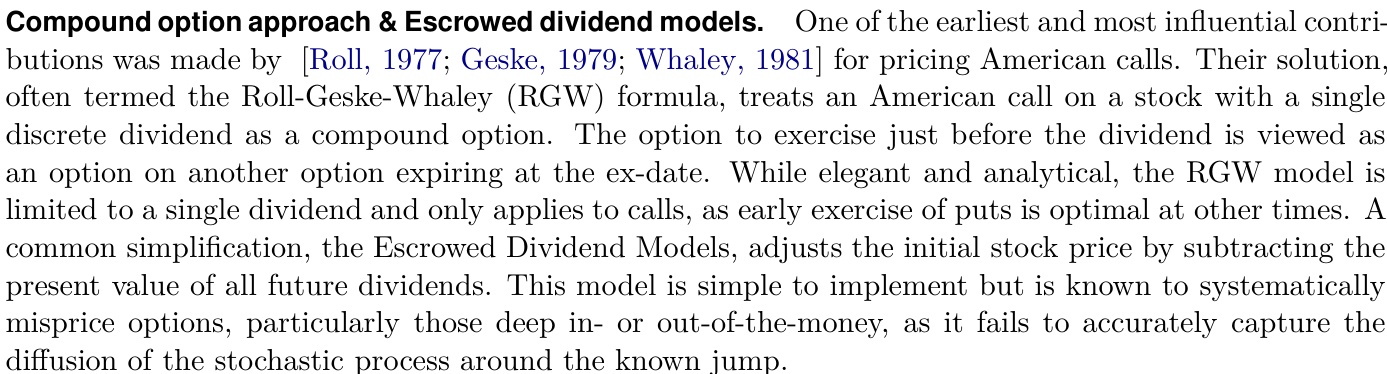 Compound option approach & Escrowed dividend models. One of the earliest and most influential contri-
butions was made by [Roll, 1977; Geske, 1979; Whaley, 1981] for pricing American calls. Their solution,
often termed the Roll-Geske-Whaley (RGW) formula, treats an American call on a stock with a single
discrete dividend as a compound option. The option to exercise just before the dividend is viewed as
an option on another option expiring at the ex-date. While elegant and analytical, the RGW model is
limited to a single dividend and only applies to calls, as early exercise of puts is optimal at other times. A
common simplification, the Escrowed Dividend Models, adjusts the initial stock price by subtracting the
present value of all future dividends. This model is simple to implement but is known to systematically
misprice options, particularly those deep in- or out-of-the-money, as it fails to accurately capture the
diffusion of the stochastic process around the known jump.